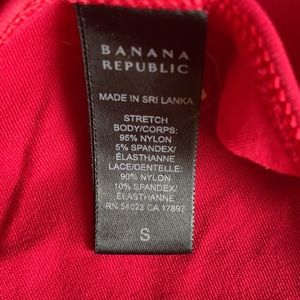 BANANA
REPUBLIC
MADE IN SRI LANKA
STRETCH
BODY/CORPS:
95% NYLON
5% SPANDEX/
ÉLASTHANNE
LACE/DENTELLE:
90% NYLON
10% SPANDEX/
ÉLASTHANNE
RN 54023 CA 17897
S